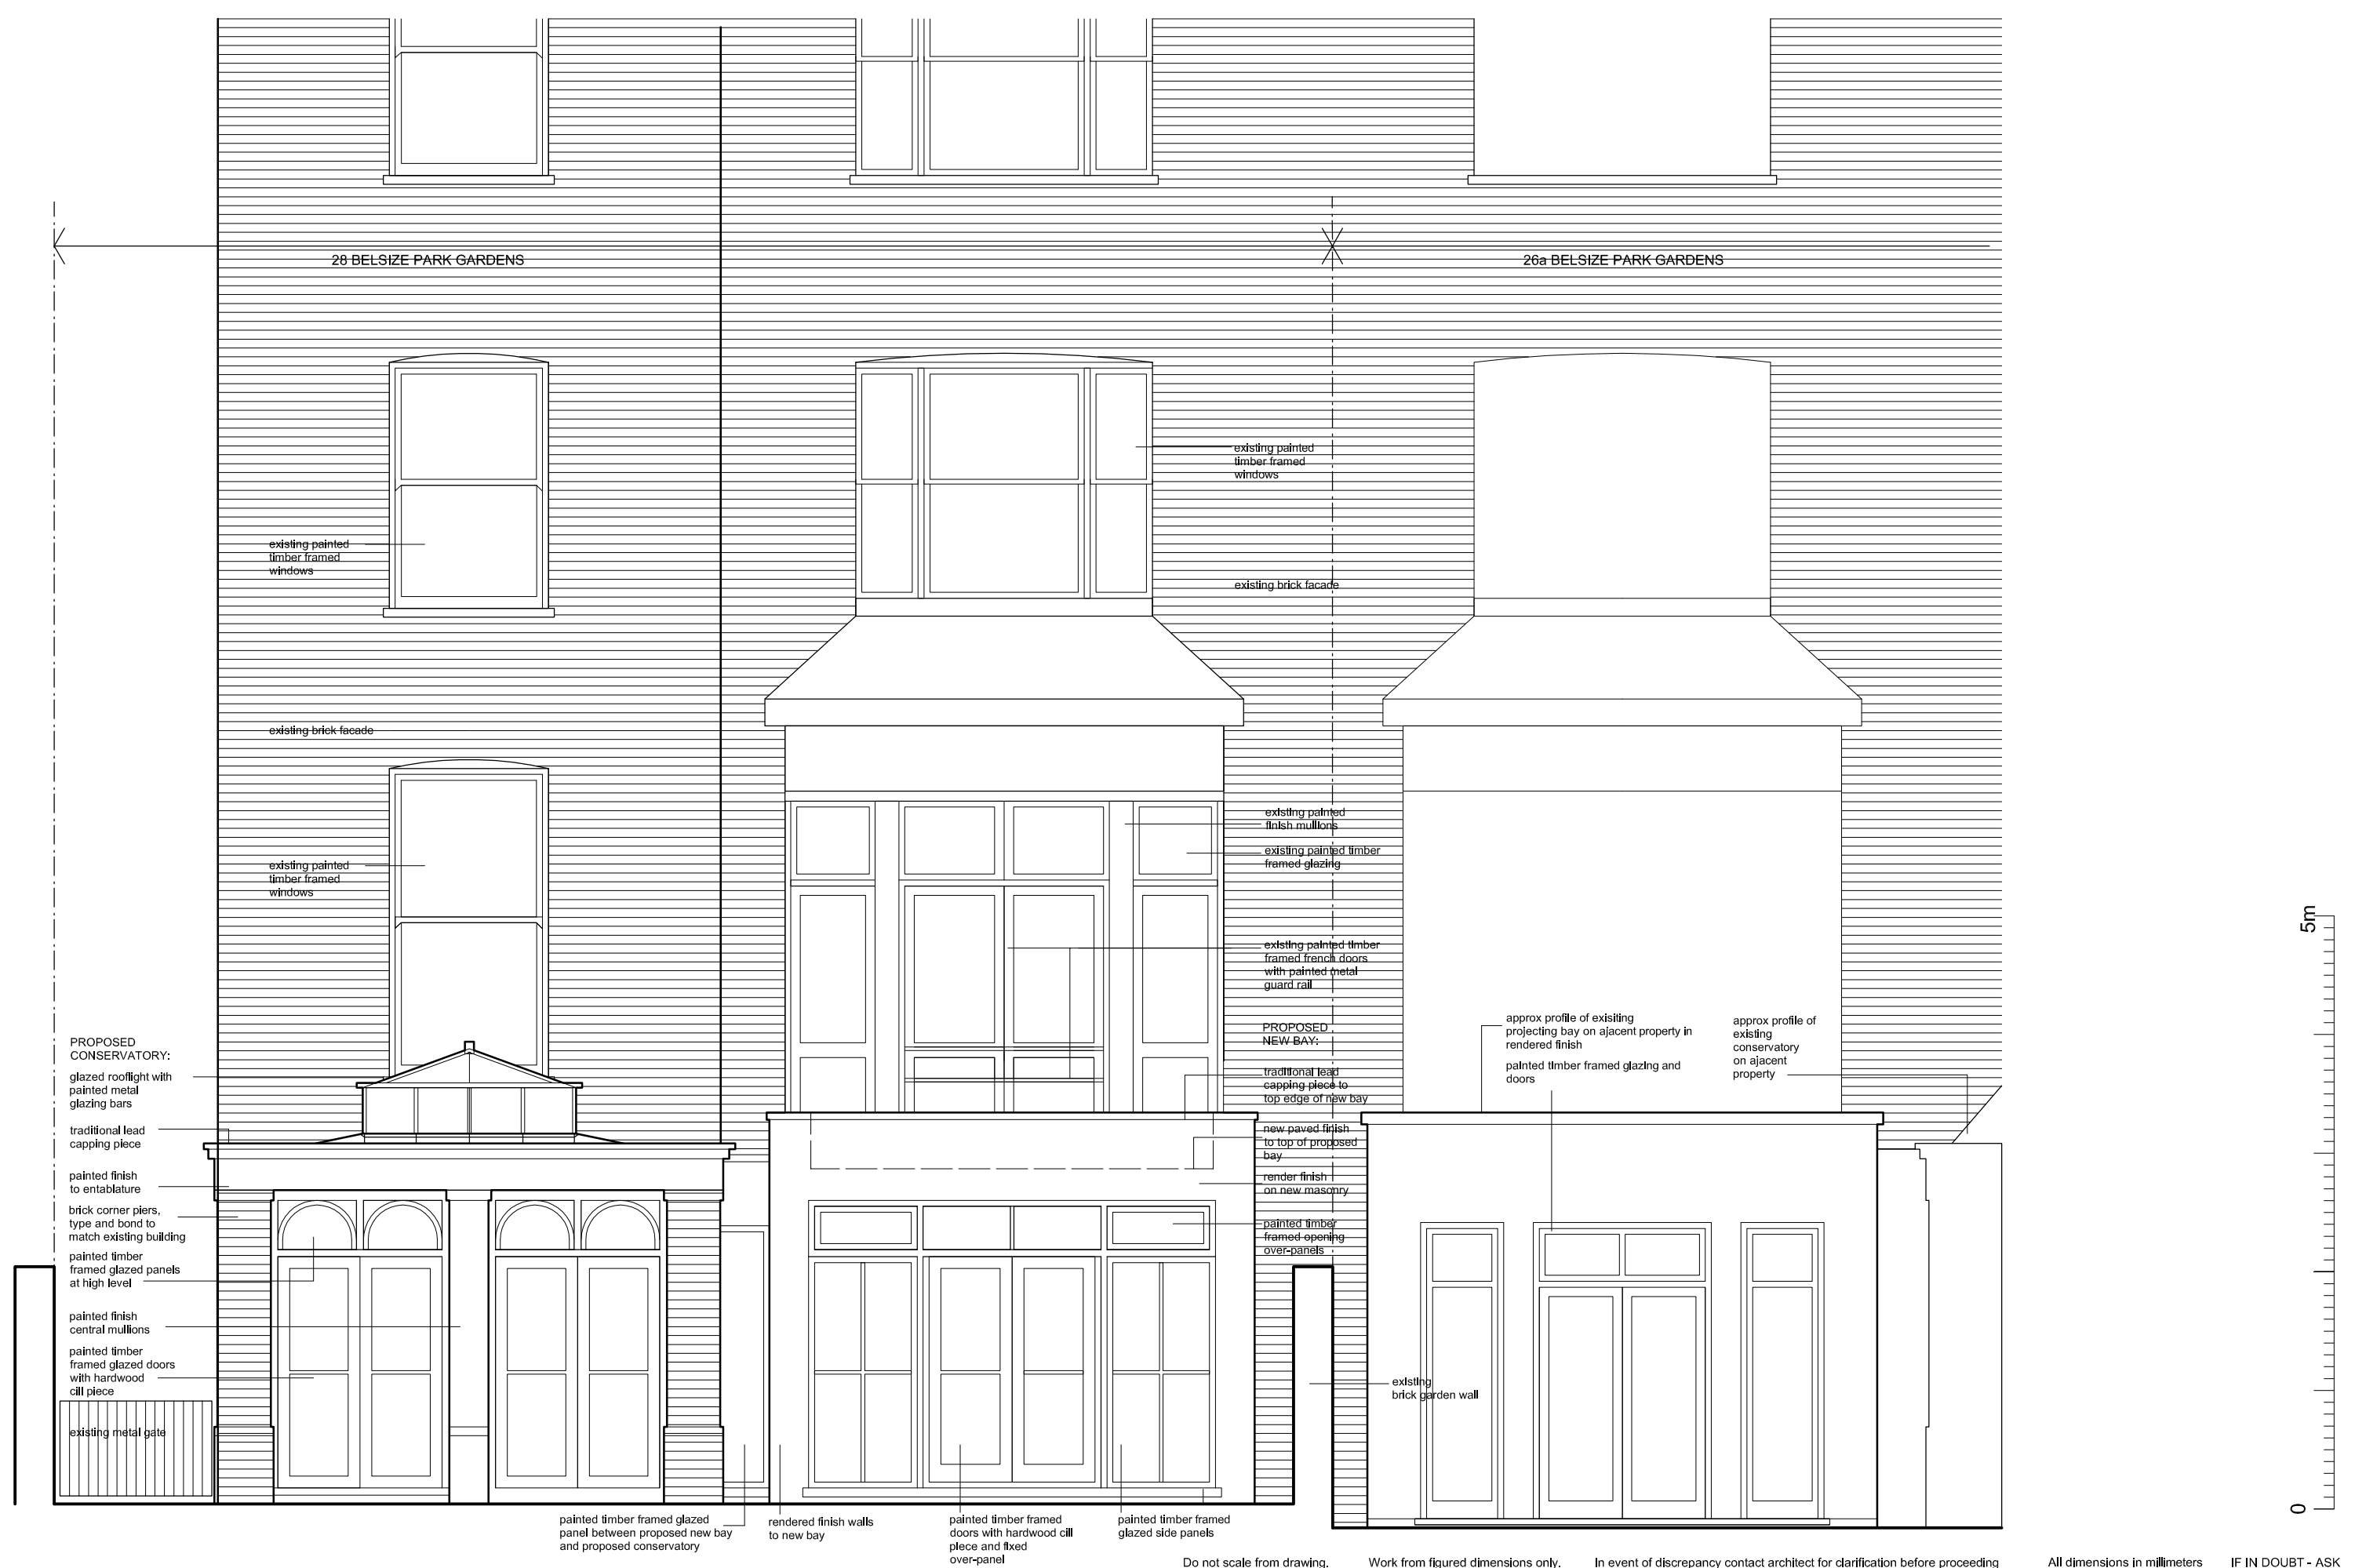 28 BELSIZE PARK GARDENS
26a BELSIZE PARK GARDENS
existing painted
timber framed
windows
existing painted
timber framed
windows
existing brick facade
existing brick facade
existing painted
timber framed
windows
existing painted
finish mullions
existing painted timber
framed glazing
existing painted timber
framed french doors
with painted metal
guard rail
PROPOSED
CONSERVATORY:
glazed rooflight with
painted metal
glazing bars
traditional lead
capping piece
painted finish
to entablature
brick corner piers,
type and bond to
match existing building
painted timber
framed glazed panels
at high level
painted finish
central mullions
painted timber
framed glazed doors
with hardwood
cill piece
existing metal gate
PROPOSED
NEW BAY:
traditional lead
capping piece to
top edge of new bay
new paved finish
to top of proposed
bay
render finish
on new masonry
painted timber
framed opening
over-panels
approx profile of exisiting
projecting bay on ajacent property in
rendered finish
painted timber framed glazing and
doors
approx profile of
existing
conservatory
on ajacent
property
existing
brick garden wall
5m
0
painted timber framed glazed
panel between proposed new bay
and proposed conservatory
rendered finish walls
to new bay
painted timber framed
doors with hardwood cill
piece and fixed
over-panel
painted timber framed
glazed side panels
Do not scale from drawing. Work from figured dimensions only. In event of discrepancy contact architect for clarification before proceeding All dimensions in millimeters IF IN DOUBT - ASK